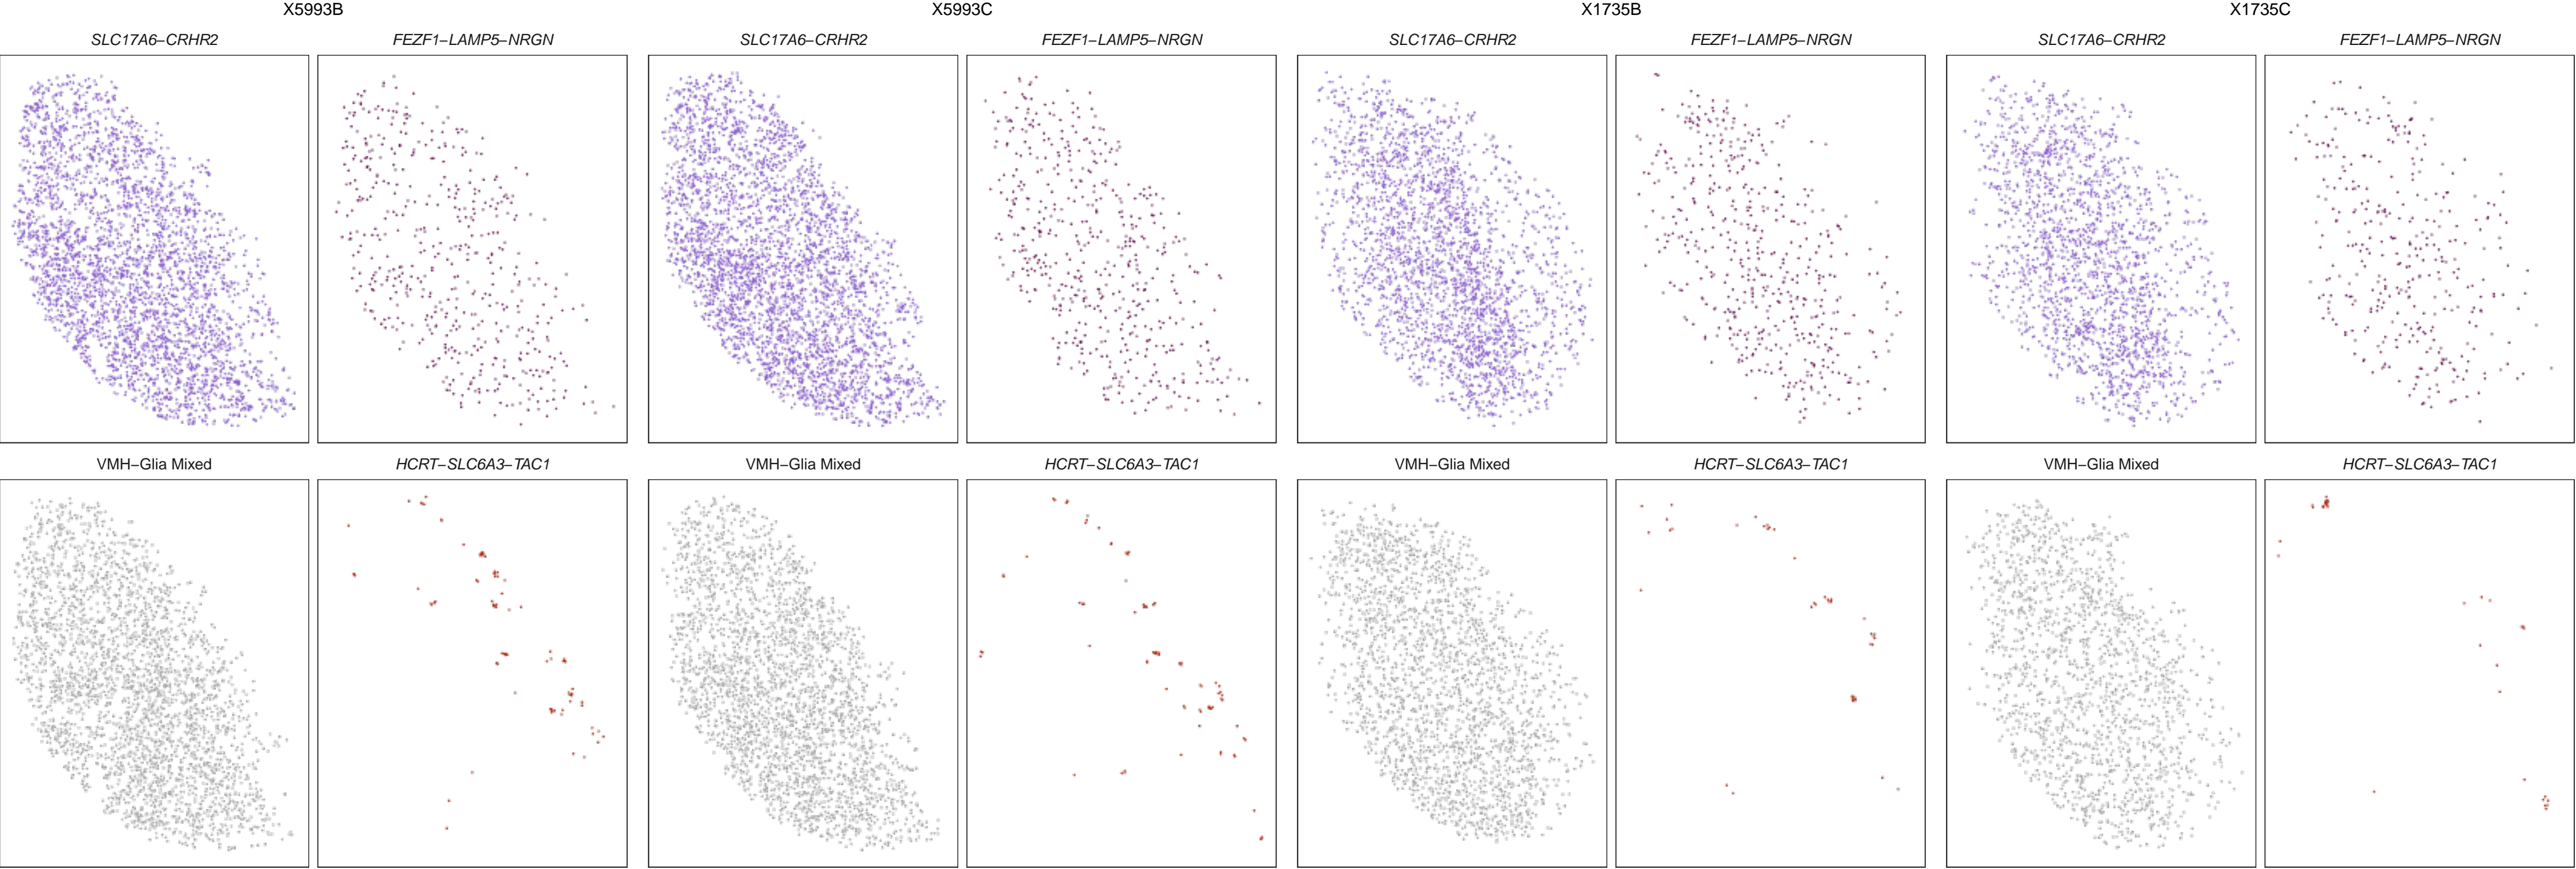 X5993B X5993C X1735B X1735C
SLC17A6–CRHR2 FEZF1–LAMP5–NRGN SLC17A6–CRHR2 FEZF1–LAMP5–NRGN SLC17A6–CRHR2 FEZF1–LAMP5–NRGN SLC17A6–CRHR2 FEZF1–LAMP5–NRGN
VMH–Glia Mixed HCRT–SLC6A3–TAC1 VMH–Glia Mixed HCRT–SLC6A3–TAC1 VMH–Glia Mixed HCRT–SLC6A3–TAC1 VMH–Glia Mixed HCRT–SLC6A3–TAC1